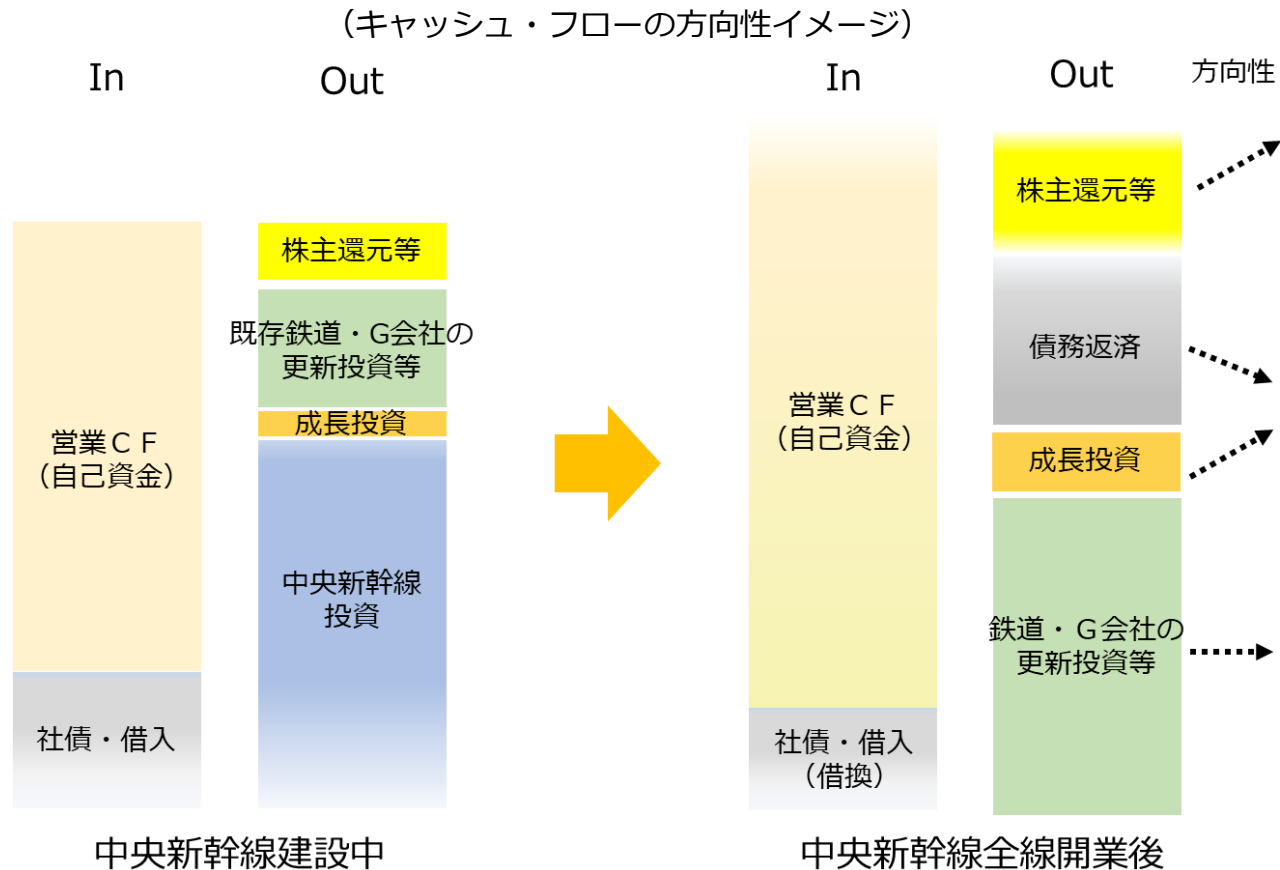 （キャッシュ・フローの方向性イメージ）
In
Out
株主還元等
既存鉄道・G会社の
更新投資等
成長投資
営業ＣＦ
（自己資金）
中央新幹線
投資
社債・借入
中央新幹線建設中
In
Out
方向性
株主還元等
債務返済
営業ＣＦ
（自己資金）
成長投資
鉄道・Ｇ会社の
更新投資等
社債・借入
（借換）
中央新幹線全線開業後